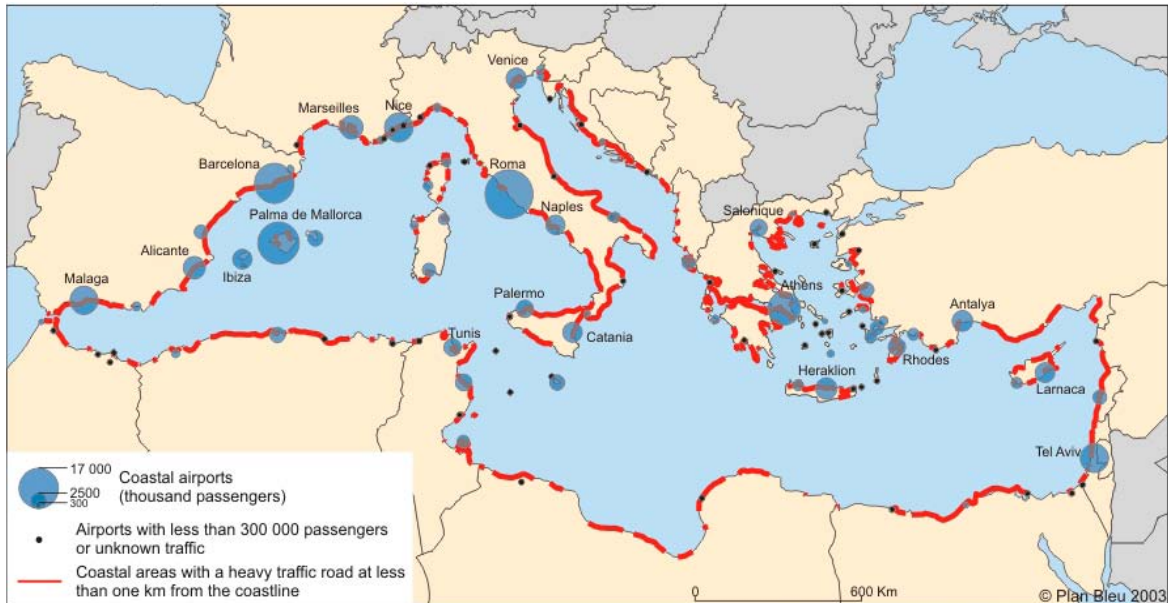 Venice
Marseilles
Nice
Barcelona
Roma
Palma de Mallorca
Naples
Salonique
Alicante
Ibiza
Malaga
Palermo
Athens
Antalya
Tunis
Catania
Rhodes
Heraklion
Larnaca
Tel Aviv
17 000
2500
300
Coastal airports
(thousand passengers)
Airports with less than 300 000 passengers
or unknown traffic
Coastal areas with a heavy traffic road at less
than one km from the coastline
0
600 Km
© Plan Bleu 2003